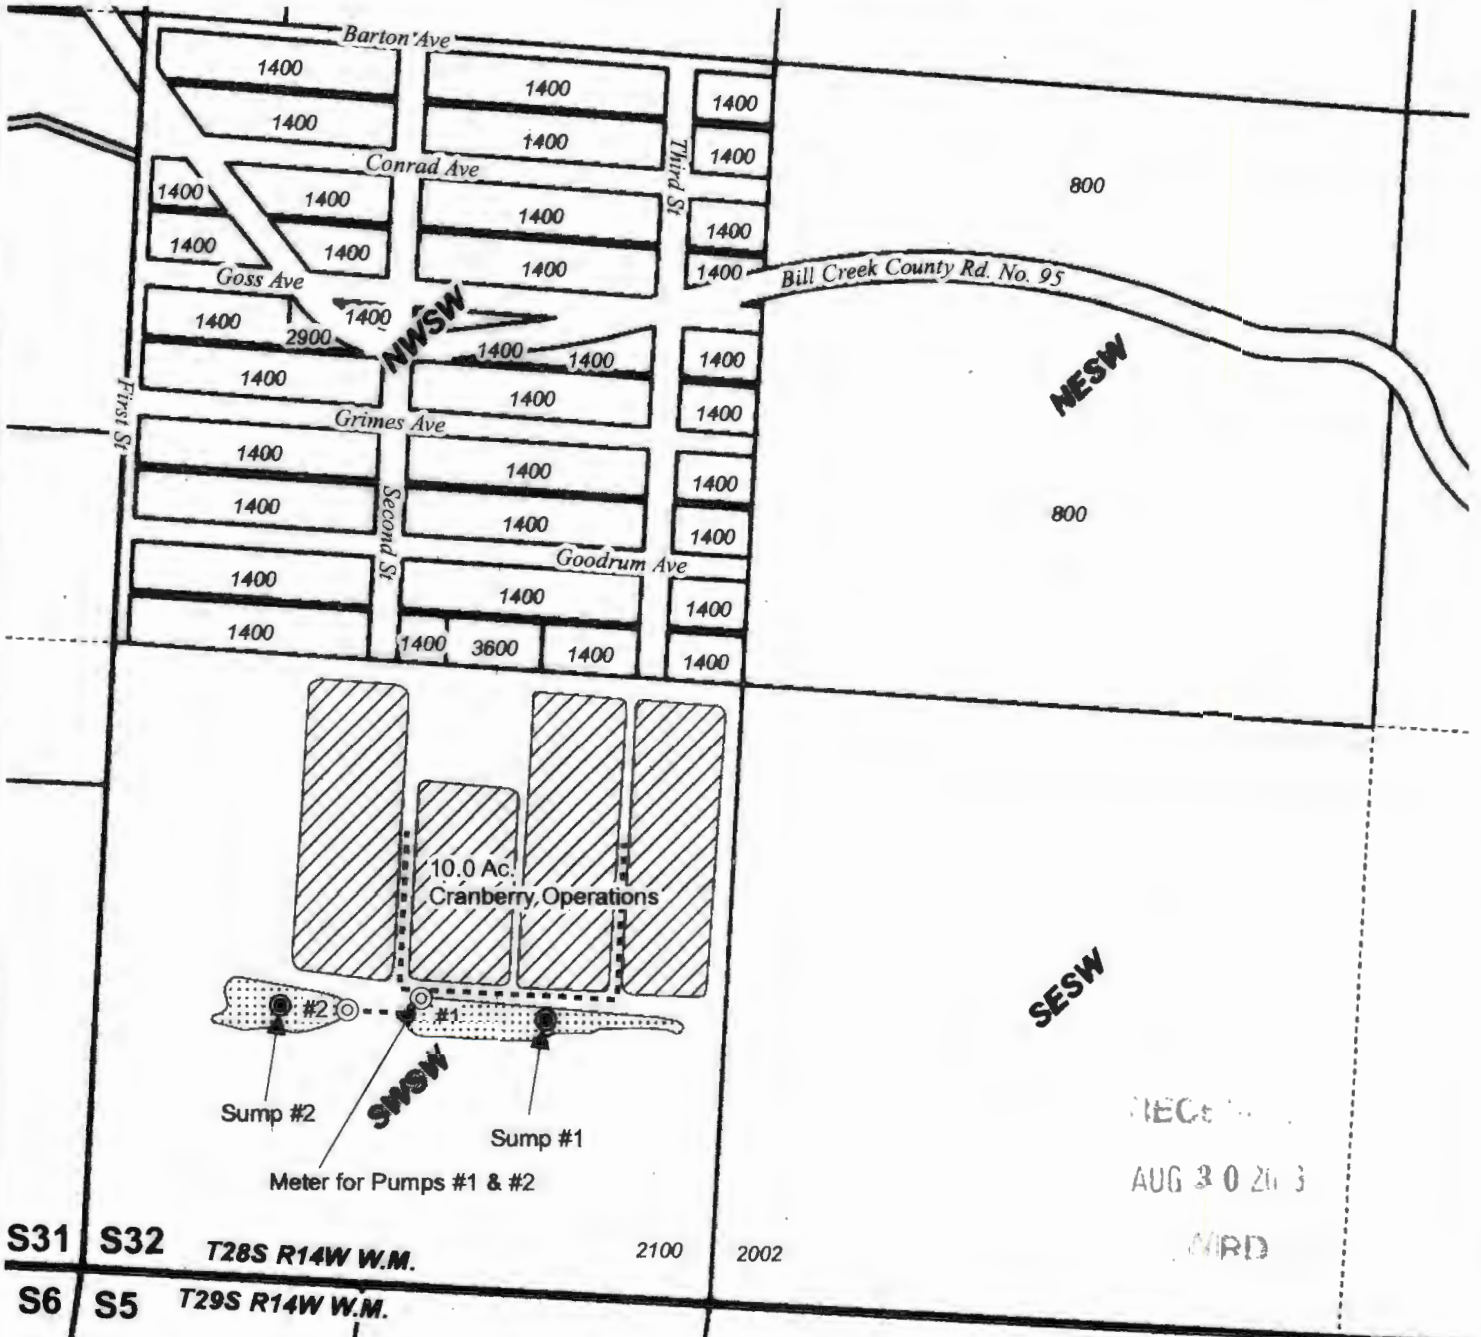 Barton Ave
1400
1400
1400
1400
1400
1400
Conrad Ave
Third St
1400
1400
1400
1400
800
1400
1400
1400
1400
Goss Ave
Bill Creek County Rd. No. 95
1400
1400
2900
NWSW
1400
1400
1400
NESW
1400
1400
1400
First St
Grimes Ave
1400
1400
1400
1400
1400
1400
Second St
800
Goodrum Ave
1400
1400
1400
1400
1400
3600
1400
1400
10.0 Ac.
Cranberry Operations
#2
#1
SWSW
SESW
Sump #2
Sump #1
Meter for Pumps #1 & #2
AUG 30
S31
S32
T28S R14W W.M.
2100
2002
S6
S5
T29S R14W W.M.